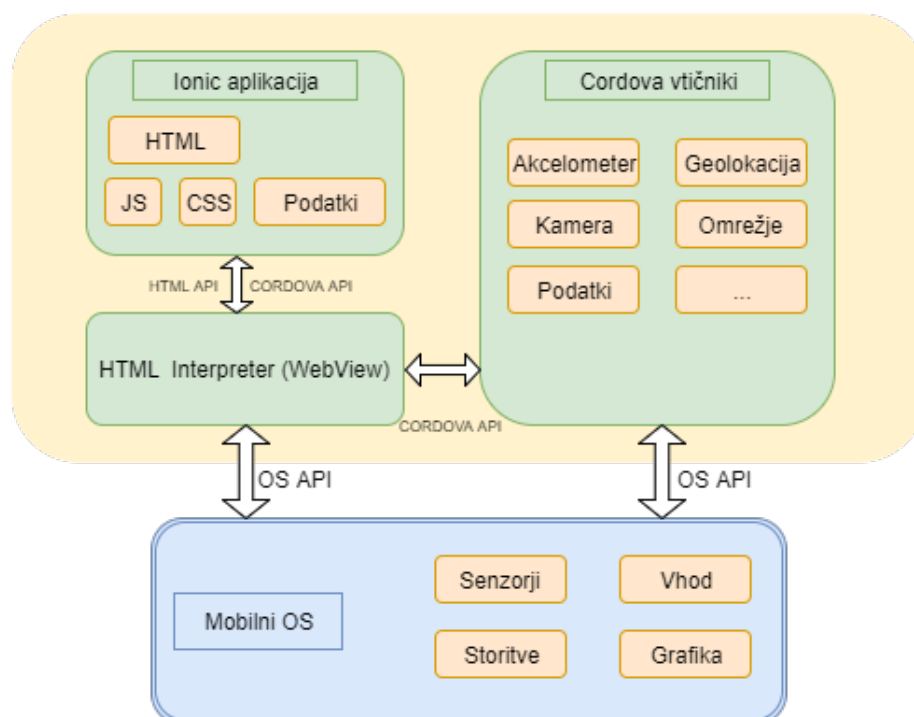 Ionic aplikacija
HTML
JS
CSS
Podatki
Cordova vtičniki
Akcelometer
Geolokacija
Kamera
Omrežje
Podatki
...
HTML API
CORDOVA API
HTML Interpreter (WebView)
CORDOVA API
OS API
OS API
Mobilni OS
Senzorji
Vhod
Storitve
Grafika